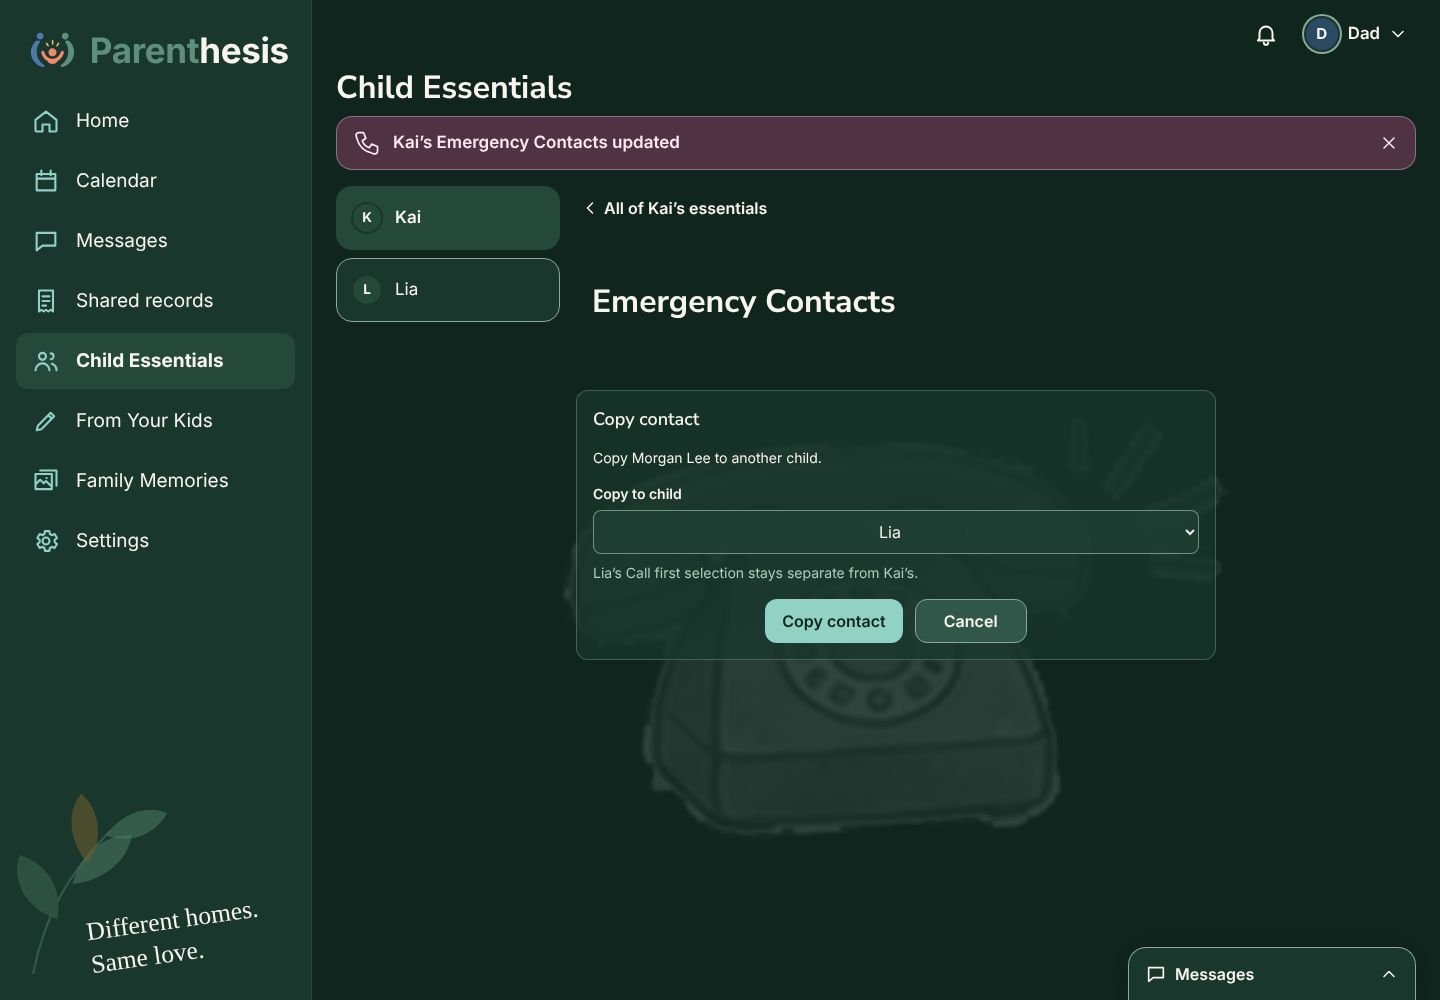 Parenthesis
Home
Calendar
Messages
Shared records
Child Essentials
From Your Kids
Family Memories
Settings
Different homes.
Same love.
D
Dad
Child Essentials
Kai’s Emergency Contacts updated
K
Kai
L
Lia
All of Kai’s essentials
Emergency Contacts
Copy contact
Copy Morgan Lee to another child.
Copy to child
Lia
Lia’s Call first selection stays separate from Kai’s.
Copy contact
Cancel
Messages